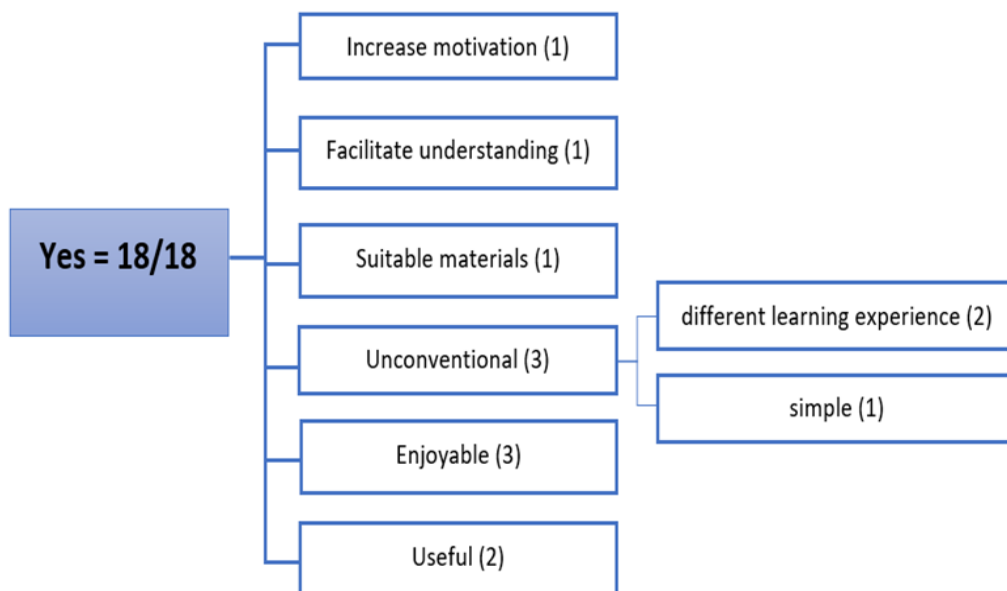 Increase motivation (1)
Facilitate understanding (1)
Yes = 18/18
Suitable materials (1)
different learning experience (2)
Unconventional (3)
simple (1)
Enjoyable (3)
Useful (2)